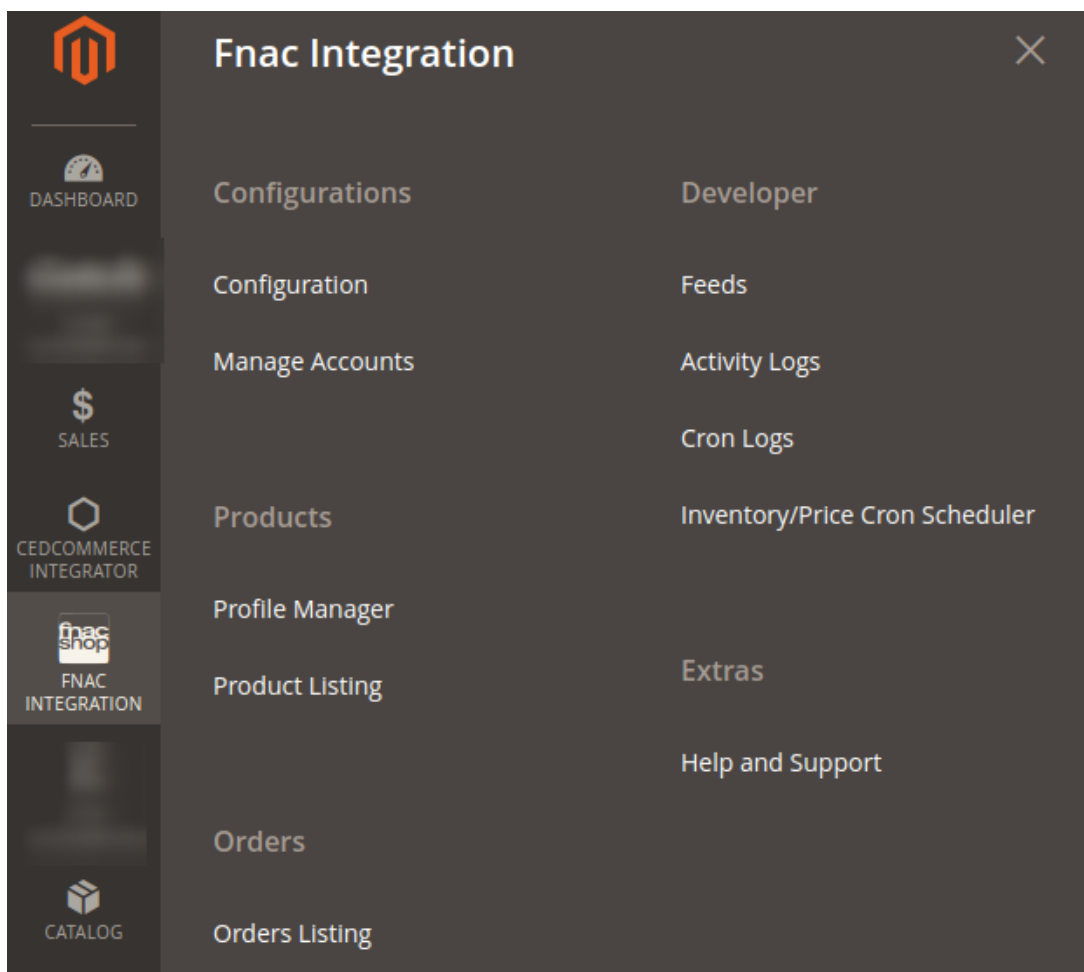 DASHBOARD
$
SALES
CEDCOMMERCE
INTEGRATOR
fnac
shop
FNAC
INTEGRATION
CATALOG
Fnac Integration
Configurations
Configuration
Manage Accounts
Products
Profile Manager
Product Listing
Orders
Orders Listing
Developer
Feeds
Activity Logs
Cron Logs
Inventory/Price Cron Scheduler
Extras
Help and Support